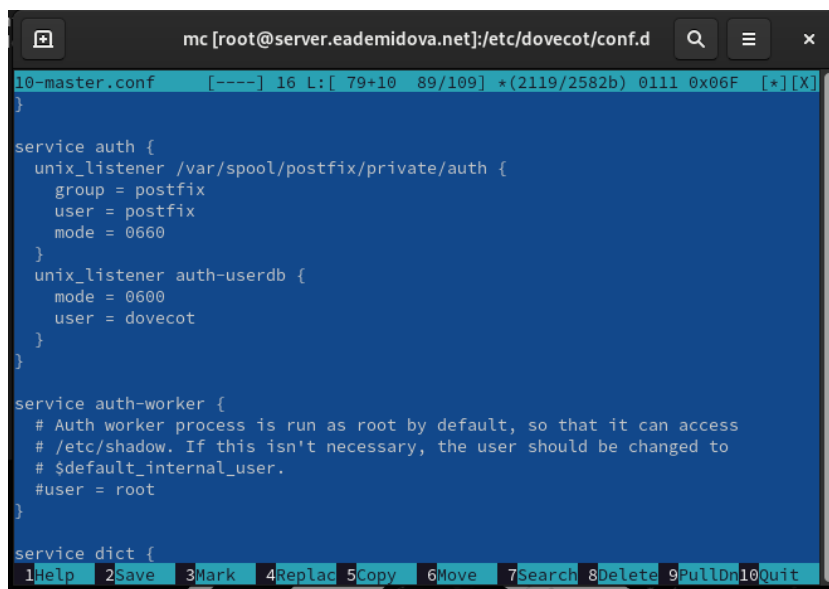 mc [root@server.eademidova.net]:/etc/dovecot/conf.d
10-master.conf [----] 16 L:[ 79+10 89/109] *(2119/2582b) 0111 0x06F [*][X]
}
service auth {
unix_listener /var/spool/postfix/private/auth {
group = postfix
user = postfix
mode = 0660
}
unix_listener auth-userdb {
mode = 0600
user = dovecot
}
}
service auth-worker {
# Auth worker process is run as root by default, so that it can access
# /etc/shadow. If this isn't necessary, the user should be changed to
# $default_internal_user.
#user = root
}
service dict {
1Help 2Save 3Mark 4Replac 5Copy 6Move 7Search 8Delete 9PullDn 10Quit